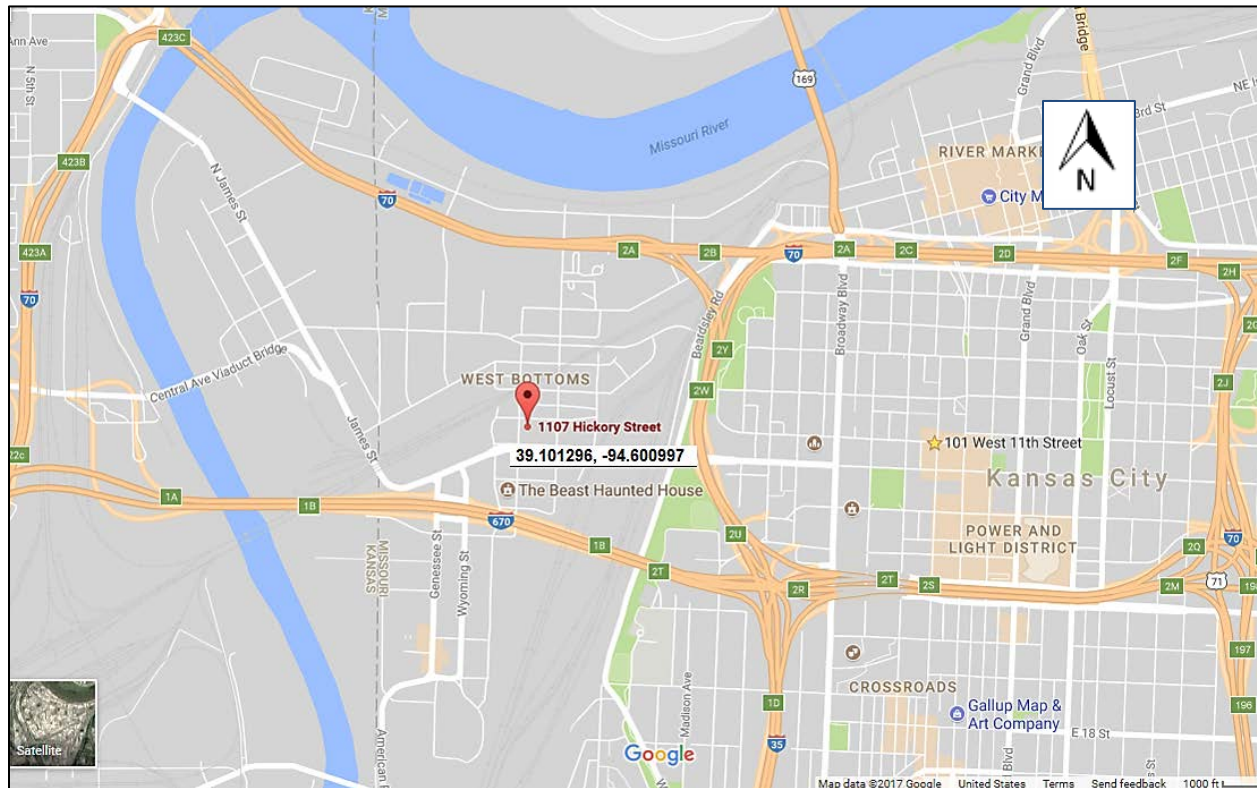 423C
Ann Ave
N 5th St
169
Grand Blvd
Bridge
3rd St
NE
Missouri River
RIVER MARKE
N
423B
N James St
70
City M
423A
2A
2B
70
2A
2C
2D
2F
2H
70
Beardsley Rd
Broadway Blvd
Grand Blvd
Oak St
Locust St
2Y
Central Ave Viaduct Bridge
WEST BOTTOMS
2W
2J
1107 Hickory Street
39.101296, -94.600997
James St
101 West 11th Street
22c
Kansas City
The Beast Haunted House
1A
1B
670
MISSOURI
KANSAS
Genessee St
Wyoming St
1B
2U
POWER AND
LIGHT DISTRICT
70
2Q
2T
2R
2T
2S
2M
71
197
CROSSROADS
Madison Ave
1D
196
Gallup Map &
Art Company
E 18 St
35
American
Satellite
Google
Map data ©2017 Google United States Terms Send feedback 1000 ft